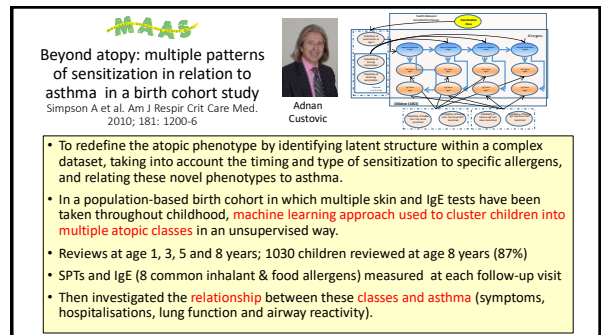 MAAS
Beyond atopy: multiple patterns
of sensitization in relation to
asthma in a birth cohort study
Simpson A et al. Am J Respir Crit Care Med.
2010; 181: 1200-6
Adnan
Custovic
• To redefine the atopic phenotype by identifying latent structure within a complex
dataset, taking into account the timing and type of sensitization to specific allergens,
and relating these novel phenotypes to asthma.
• In a population-based birth cohort in which multiple skin and IgE tests have been
taken throughout childhood, machine learning approach used to cluster children into
multiple atopic classes in an unsupervised way.
• Reviews at age 1, 3, 5 and 8 years; 1030 children reviewed at age 8 years (87%)
• SPTs and IgE (8 common inhalant & food allergens) measured at each follow-up visit
• Then investigated the relationship between these classes and asthma (symptoms,
hospitalisations, lung function and airway reactivity).